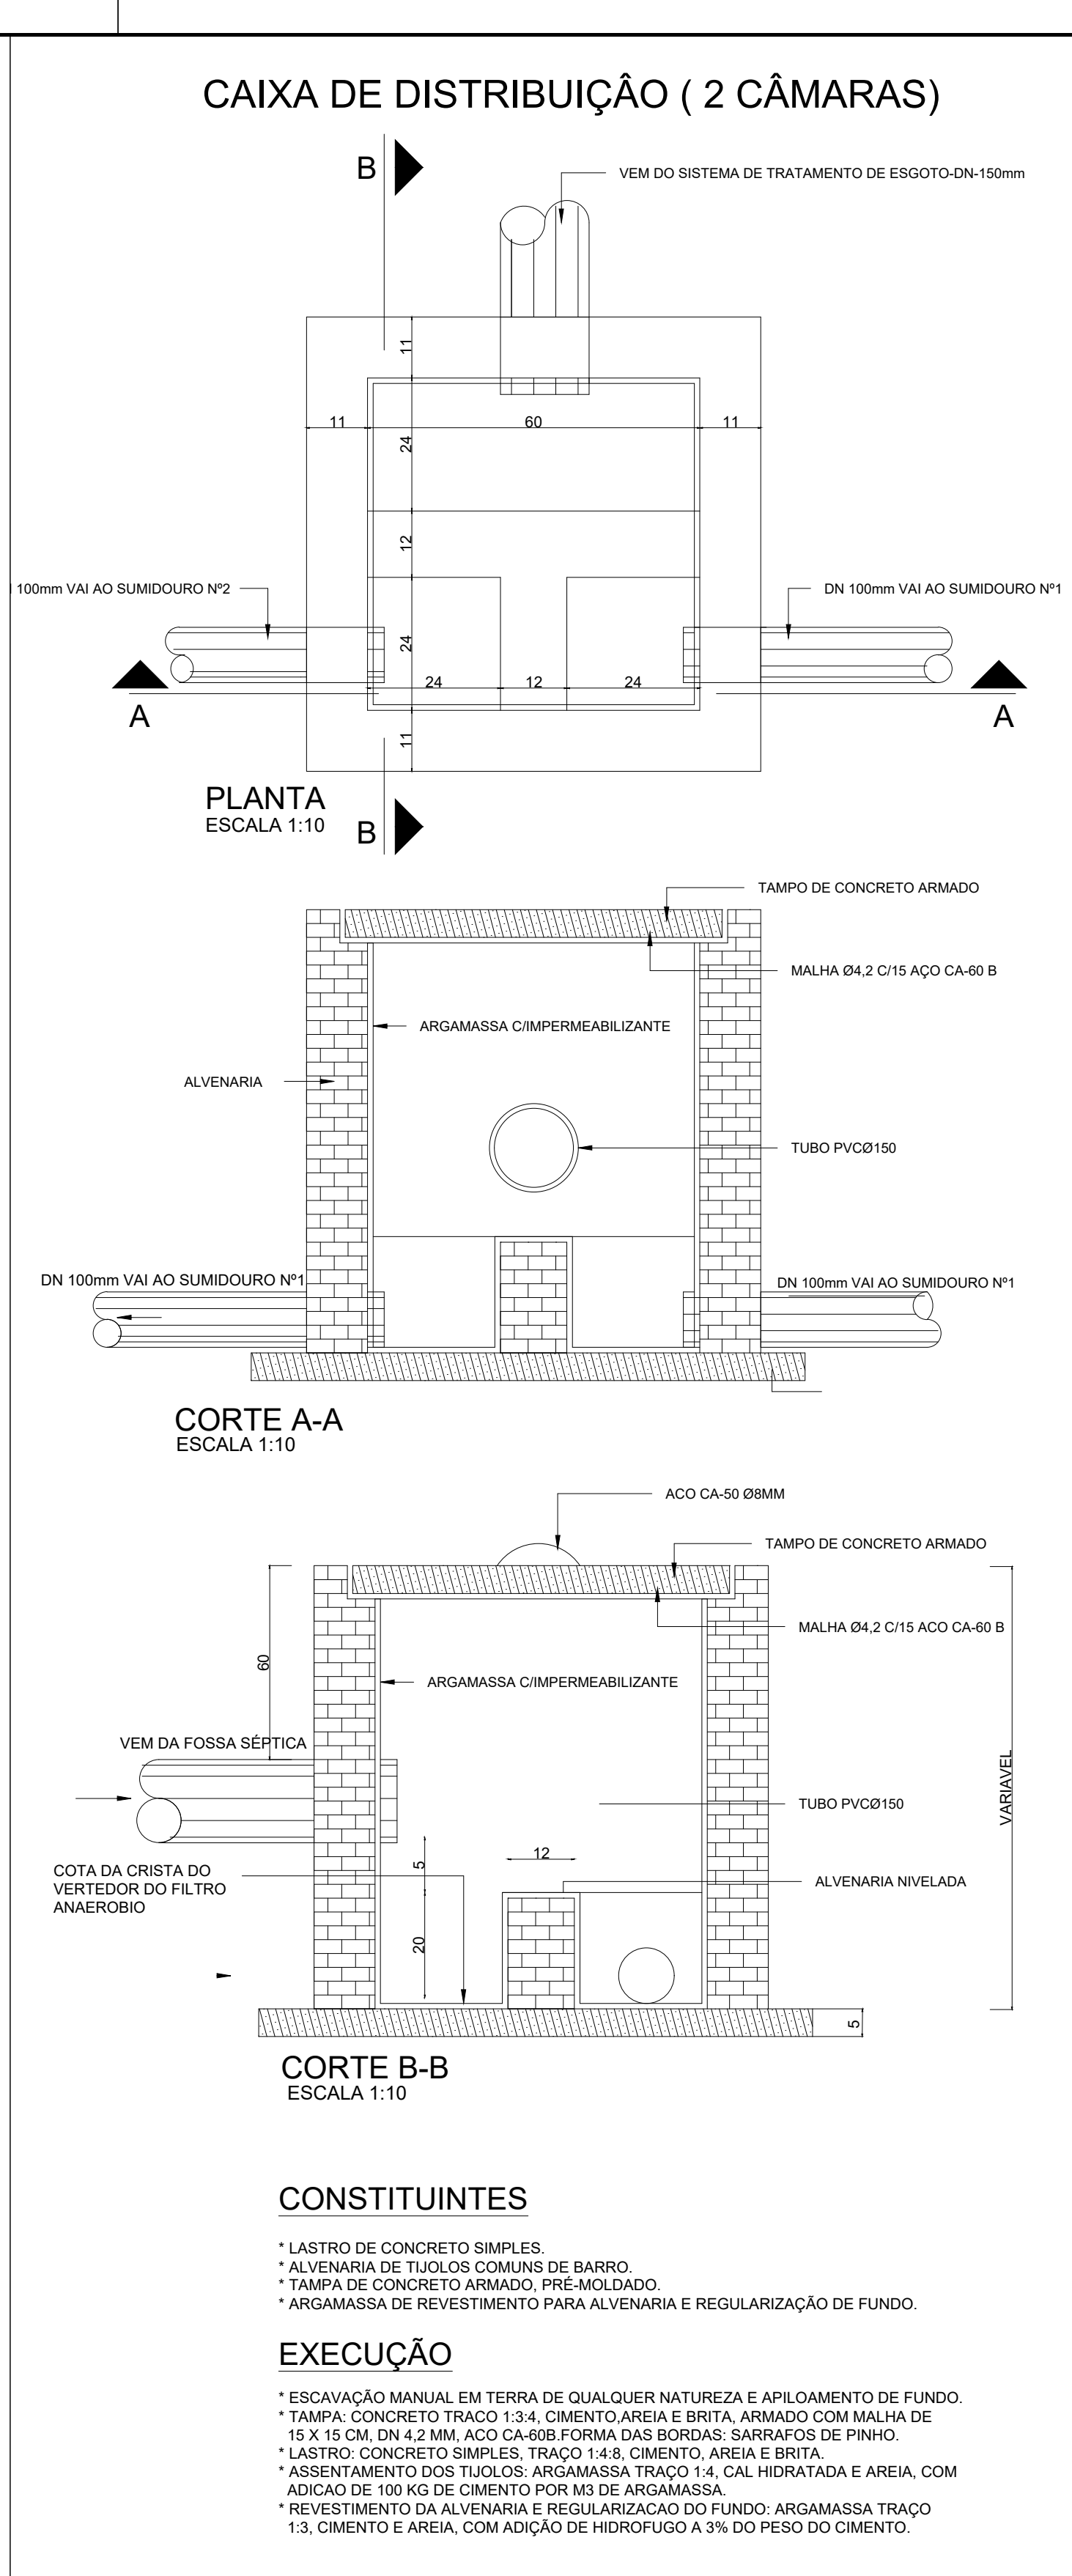 CAIXA DE DISTRIBUIÇÂO ( 2 CÂMARAS)
B
VEM DO SISTEMA DE TRATAMENTO DE ESGOTO-DN-150mm
11
11
60
11
24
12
100mm VAI AO SUMIDOURO Nº2
DN 100mm VAI AO SUMIDOURO Nº1
24
24
12
24
A
A
11
PLANTA
ESCALA 1:10
B
TAMPO DE CONCRETO ARMADO
MALHA Ø4,2 C/15 AÇO CA-60 B
ARGAMASSA C/IMPERMEABILIZANTE
ALVENARIA
TUBO PVCØ150
DN 100mm VAI AO SUMIDOURO Nº1
DN 100mm VAI AO SUMIDOURO Nº1
CORTE A-A
ESCALA 1:10
ACO CA-50 Ø8MM
TAMPO DE CONCRETO ARMADO
MALHA Ø4,2 C/15 ACO CA-60 B
60
ARGAMASSA C/IMPERMEABILIZANTE
VEM DA FOSSA SÉPTICA
VARIAVEL
TUBO PVCØ150
12
5
COTA DA CRISTA DO
VERTEDOR DO FILTRO
ANAEROBIO
ALVENARIA NIVELADA
20
5
CORTE B-B
ESCALA 1:10
CONSTITUINTES
* LASTRO DE CONCRETO SIMPLES.
* ALVENARIA DE TIJOLOS COMUNS DE BARRO.
* TAMPA DE CONCRETO ARMADO, PRÉ-MOLDADO.
* ARGAMASSA DE REVESTIMENTO PARA ALVENARIA E REGULARIZAÇÃO DE FUNDO.
EXECUÇÃO
* ESCAVAÇÃO MANUAL EM TERRA DE QUALQUER NATUREZA E APILOAMENTO DE FUNDO.
* TAMPA: CONCRETO TRACO 1:3:4, CIMENTO,AREIA E BRITA, ARMADO COM MALHA DE
15 X 15 CM, DN 4,2 MM, ACO CA-60B.FORMA DAS BORDAS: SARRAFOS DE PINHO.
* LASTRO: CONCRETO SIMPLES, TRAÇO 1:4:8, CIMENTO, AREIA E BRITA.
* ASSENTAMENTO DOS TIJOLOS: ARGAMASSA TRAÇO 1:4, CAL HIDRATADA E AREIA, COM
ADICAO DE 100 KG DE CIMENTO POR M3 DE ARGAMASSA.
* REVESTIMENTO DA ALVENARIA E REGULARIZACAO DO FUNDO: ARGAMASSA TRAÇO
1:3, CIMENTO E AREIA, COM ADIÇÃO DE HIDROFUGO A 3% DO PESO DO CIMENTO.